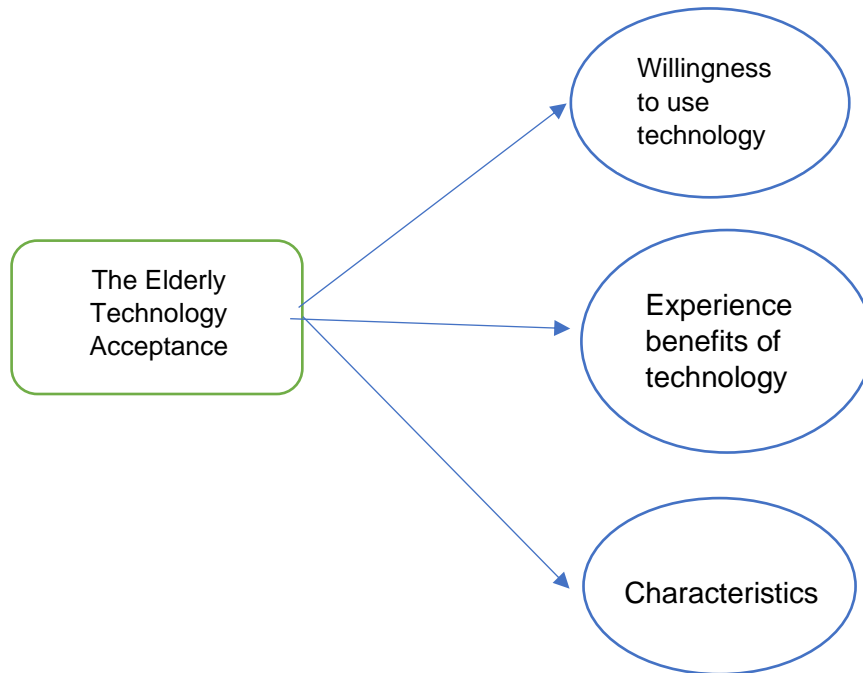 Willingness
to use
technology
The Elderly
Technology
Acceptance
Experience
benefits of
technology
Characteristics